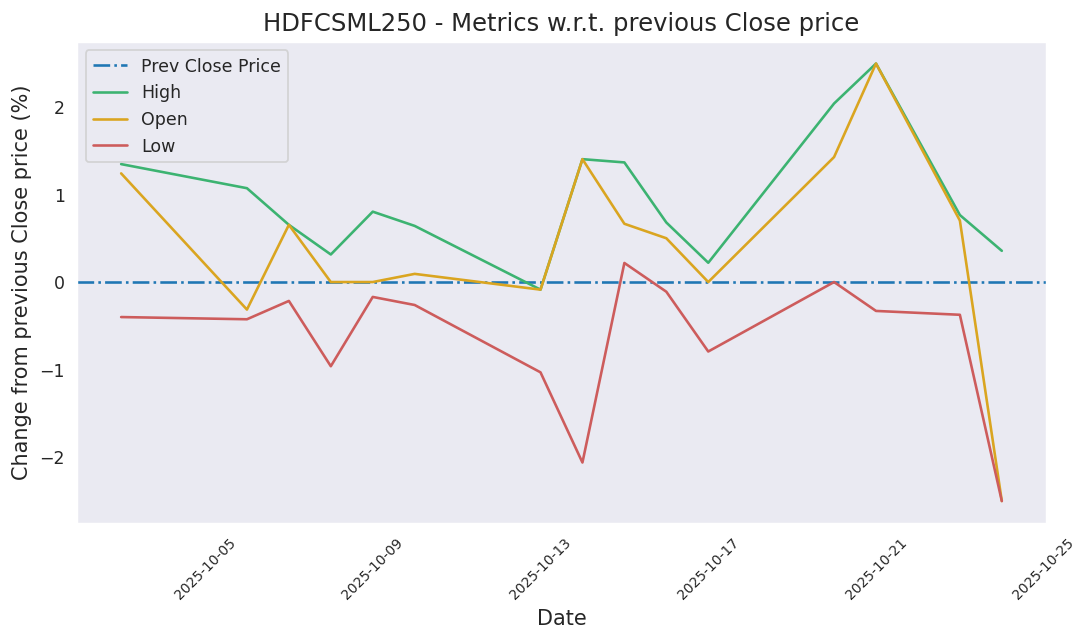 HDFCSML250 - Metrics w.r.t. previous Close price
Prev Close Price
High
Open
Low
Change from previous Close price (%)
2
1
0
−1
−2
2025-10-05
2025-10-09
2025-10-13
2025-10-17
2025-10-21
2025-10-25
Date